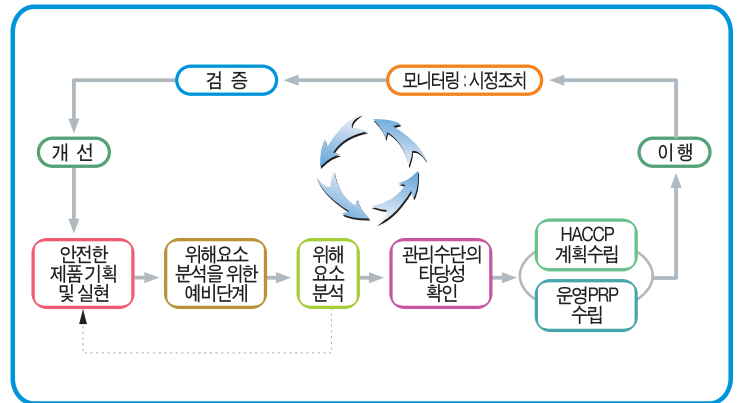 검 증
모니터링 : 시정조치
개 선
이 행
안전한
제품 기획
및 실현
위해요소
분석을 위한
예비단계
위해
요소
분석
관리수단의
타당성
확인
HACCP
계획수립
운영PRP
수립